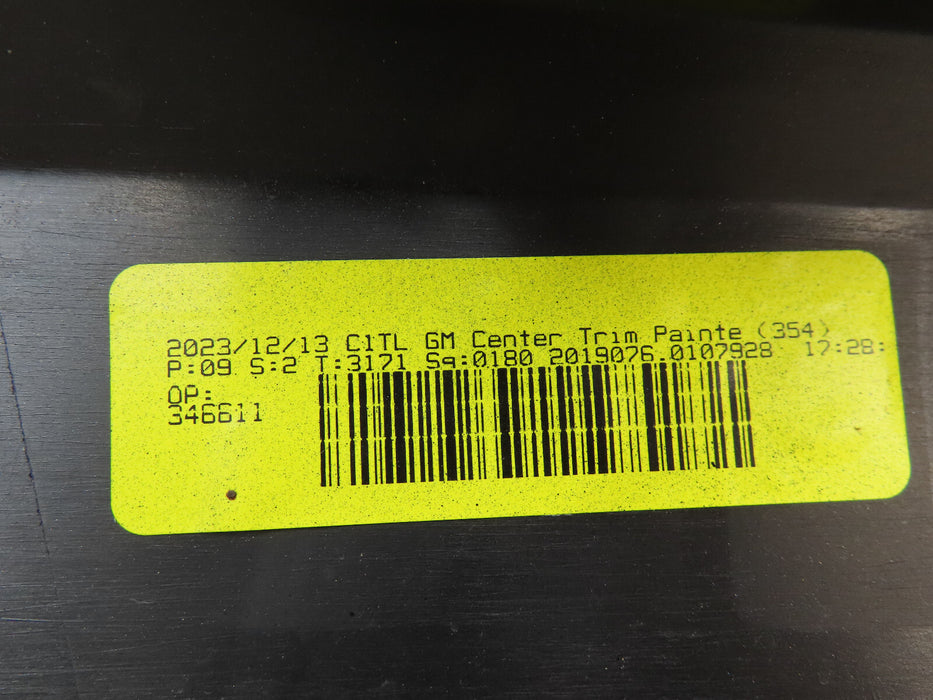 2023/12/13 C1TL GM Center Trim Painte (354)
P:09 S:2 T:3171 Sq:0180 2019076.0107928 17:28:
OP:
346611